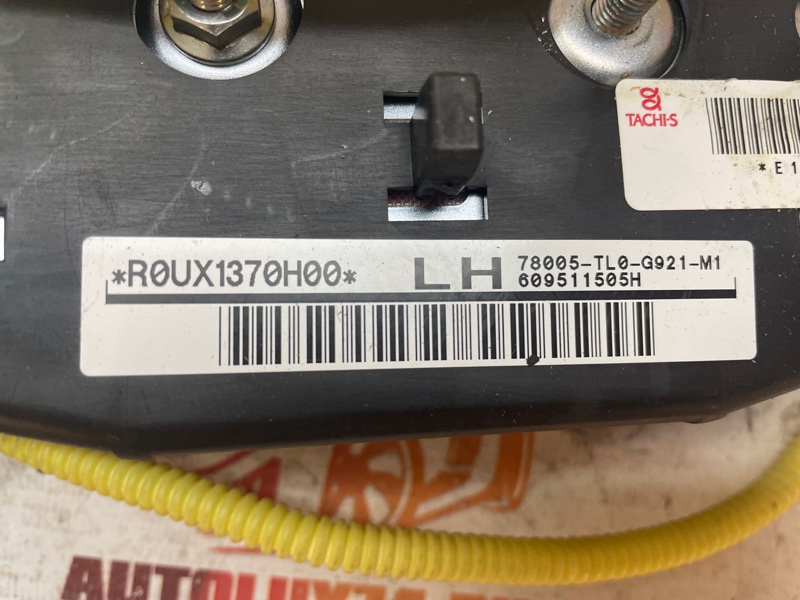 TACHI-S
*E1
*R0UX1370H00* LH 78005-TL0-G921-M1
609511505H